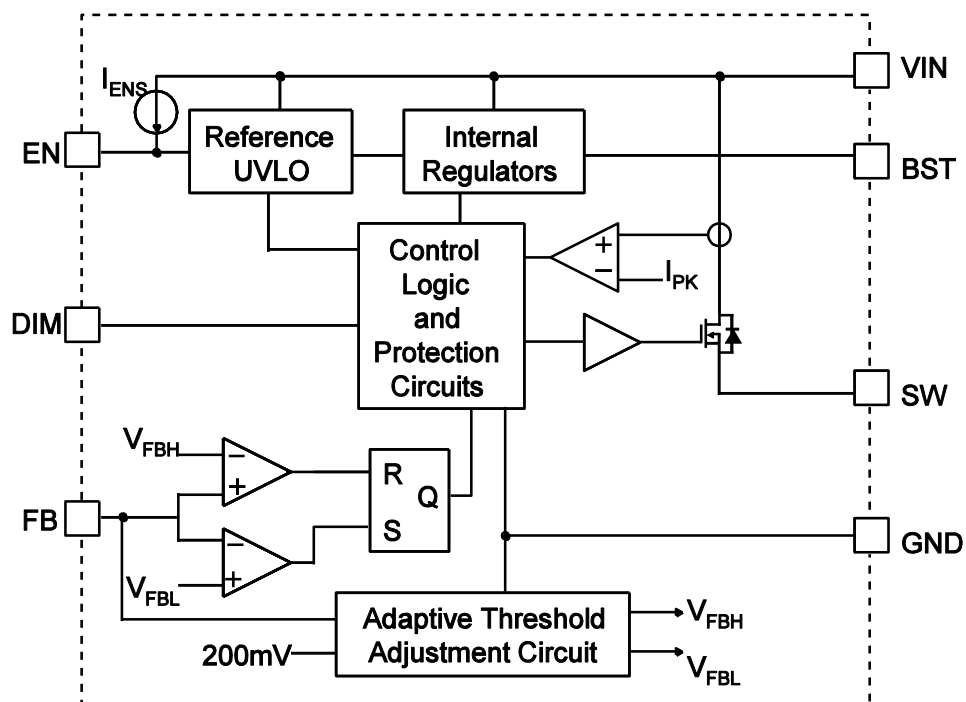 VIN
I_ENS
EN
Reference
UVLO
Internal
Regulators
BST
Control
Logic
and
Protection
Circuits
+
−
I_PK
DIM
SW
V_FBH
−
+
R
Q
S
FB
−
+
V_FBL
GND
Adaptive Threshold
Adjustment Circuit
200mV
V_FBH
V_FBL